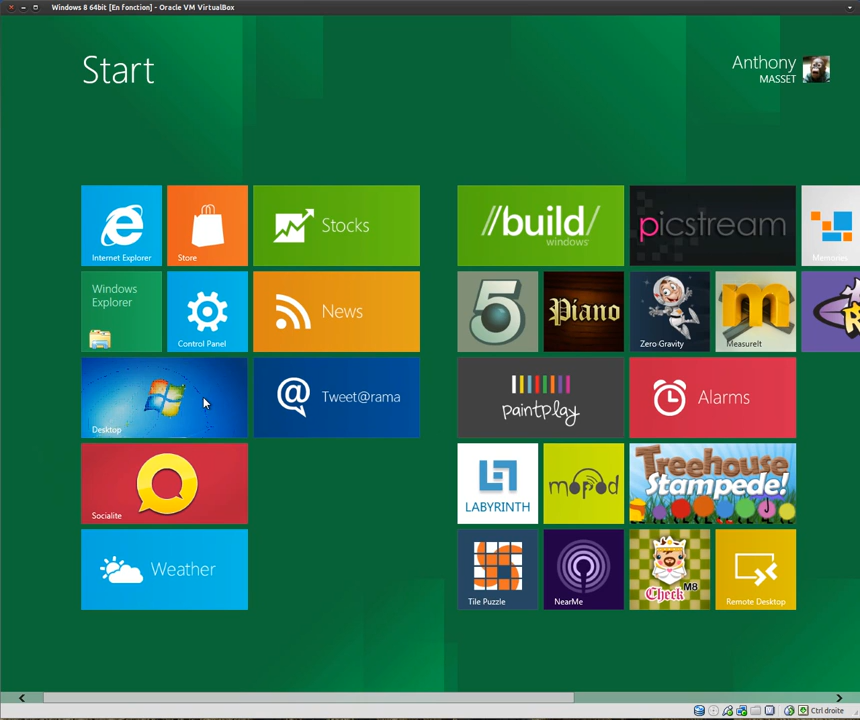 Windows 8 64bit [En fonction] - Oracle VM VirtualBox
Start
Anthony
MASSET
Internet Explorer
Store
Stocks
//build/
windows
picstream
Memories
Windows
Explorer
Control Panel
News
5
Piano
Zero Gravity
m
MeasureIt
Desktop
Tweet@rama
paintplay
Alarms
Socialite
LABYRINTH
mopod
Treehouse
Stampede!
Weather
Tile Puzzle
NearMe
M8
Check
Remote Desktop
Ctrl droite